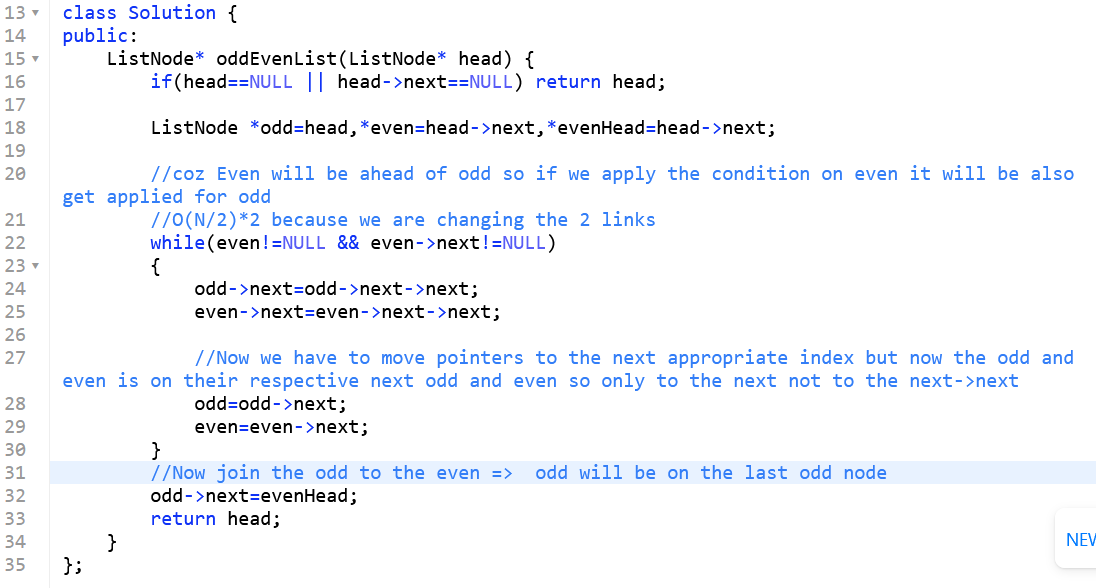 13 class Solution {
14 public:
15     ListNode* oddEvenList(ListNode* head) {
16         if(head==NULL || head->next==NULL) return head;
17
18         ListNode *odd=head,*even=head->next,*evenHead=head->next;
19
20         //coz Even will be ahead of odd so if we apply the condition on even it will be also
get applied for odd
21         //O(N/2)*2 because we are changing the 2 links
22         while(even!=NULL && even->next!=NULL)
23         {
24             odd->next=odd->next->next;
25             even->next=even->next->next;
26
27             //Now we have to move pointers to the next appropriate index but now the odd and
even is on their respective next odd and even so only to the next not to the next->next
28             odd=odd->next;
29             even=even->next;
30         }
31         //Now join the odd to the even =>  odd will be on the last odd node
32         odd->next=evenHead;
33         return head;
34     }
35 };